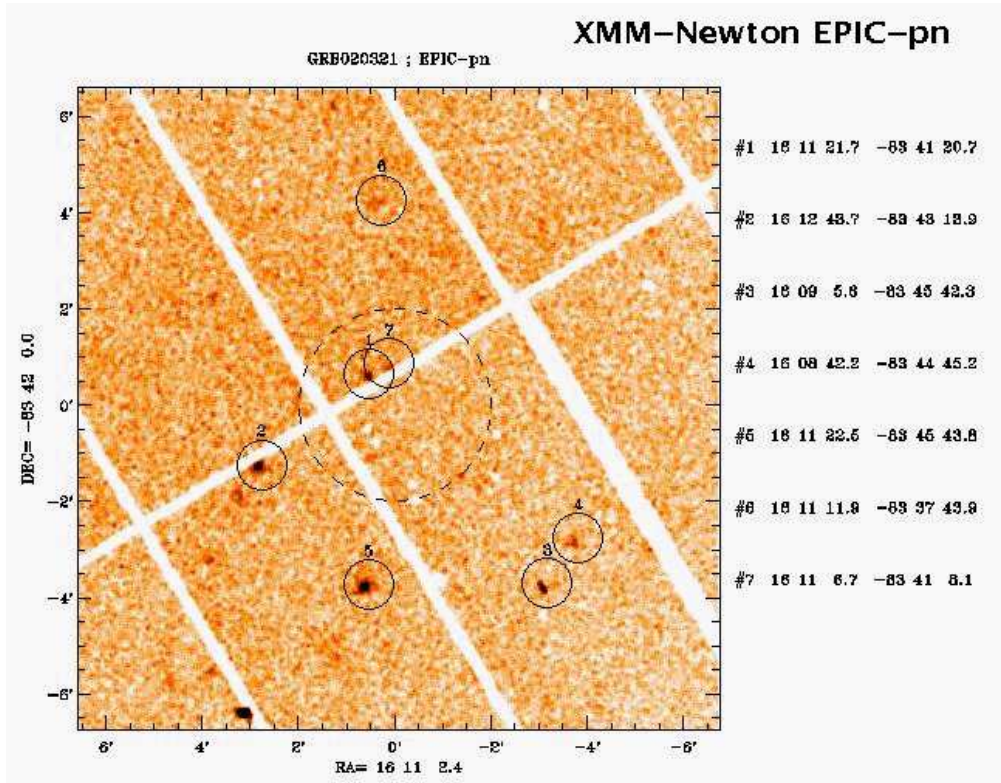 XMM-Newton EPIC-pn
GRB020321 ; EPIC-pn
6'
4'
2'
0'
-2'
-4'
-6'
DEC= -83 42 0.0
6
7
1
2
4
3
5
6' 4' 2' 0' -2' -4' -6'
RA= 16 11 2.4
#1 16 11 21.7 -83 41 20.7
#2 16 12 43.7 -83 43 13.9
#3 16 09 5.6 -83 45 42.3
#4 16 08 42.2 -83 44 45.2
#5 16 11 22.5 -83 45 43.8
#6 16 11 11.9 -83 37 43.9
#7 16 11 6.7 -83 41 8.1